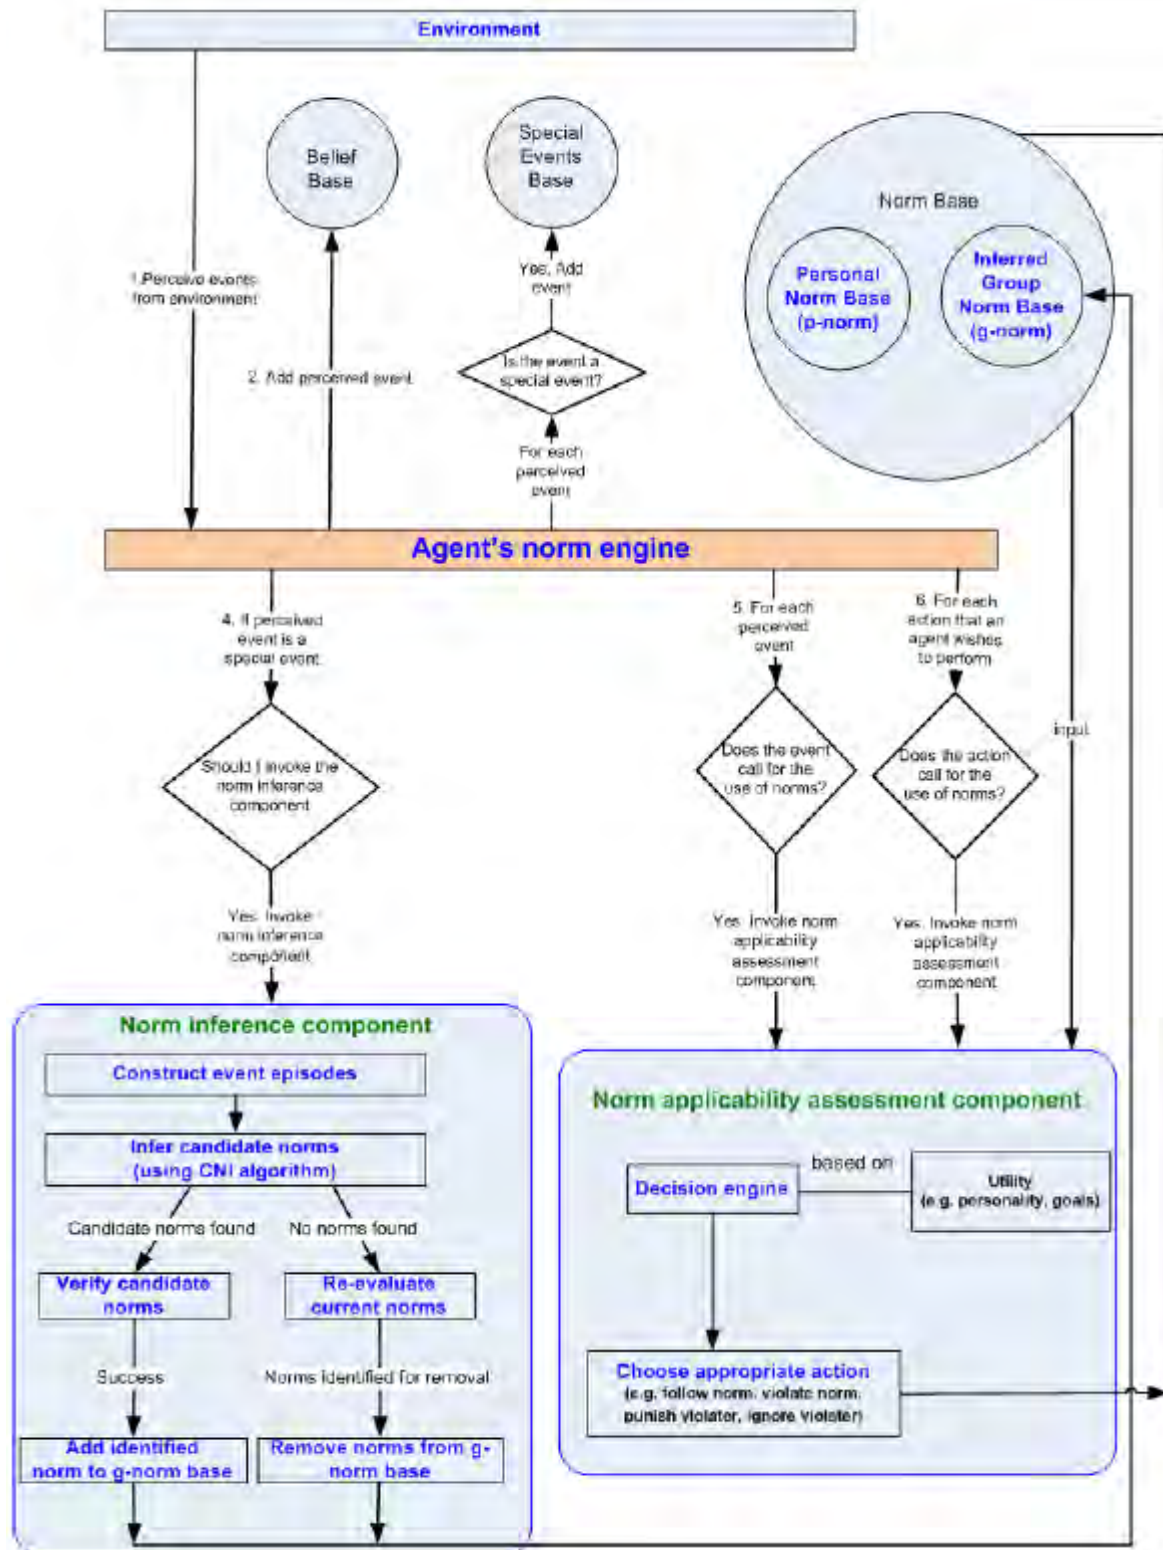 Environment
Belief
Base
Special
Events
Base
Norm Base
Personal
Norm Base
(p-norm)
Inferred
Group
Norm Base
(g-norm)
1.Perceive events
from environment
2. Add perceived event
Yes. Add
event
Is the event a
special event?
For each
perceived
event
Agent's norm engine
4. If perceived
event is a
special event
5. For each
perceived
event
6. For each
action that an
agent wishes
to perform
input
Should I invoke the
norm inference
component
Does the event
call for the
use of norms?
Does the action
call for the
use of norms?
Yes. Invoke
norm inference
component
Yes. Invoke norm
applicability
assessment
component
Yes. Invoke norm
applicability
assessment
component
Norm inference component
Construct event episodes
Infer candidate norms
(using CNI algorithm)
Candidate norms found
No norms found
Verify candidate
norms
Re-evaluate
current norms
Success
Norms identified for removal
Add identified
norm to g-norm base
Remove norms from g-
norm base
Norm applicability assessment component
Decision engine
based on
Utility
(e.g. personality, goals)
Choose appropriate action
(e.g. follow norm, violate norm,
punish violater, ignore violater)